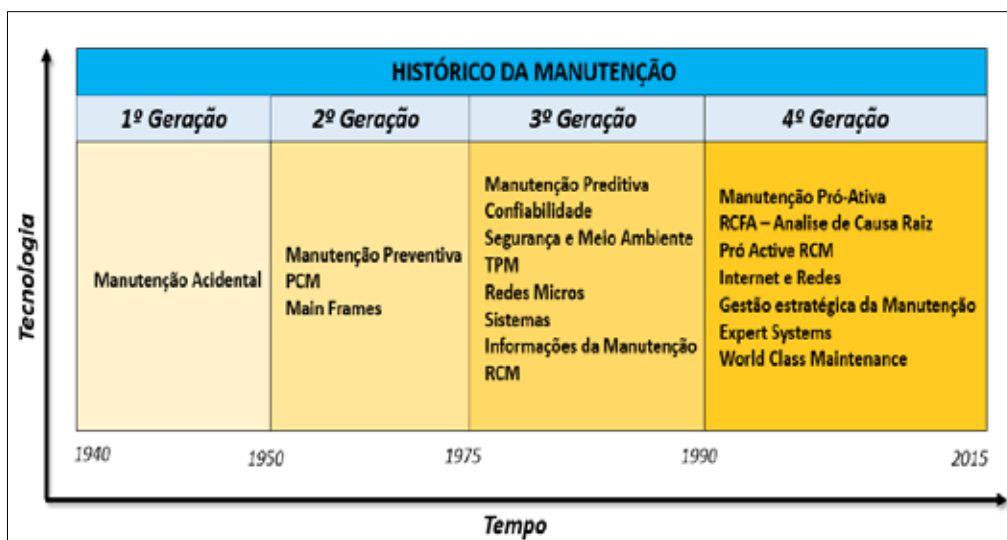 HISTÓRICO DA MANUTENÇÃO
1º Geração
2º Geração
3º Geração
4º Geração
Manutenção Acidental
Manutenção Preventiva
PCM
Main Frames
Manutenção Preditiva
Confiabilidade
Segurança e Meio Ambiente
TPM
Redes Micros
Sistemas
Informações da Manutenção
RCM
Manutenção Pró-Ativa
RCFA – Analise de Causa Raiz
Pró Active RCM
Internet e Redes
Gestão estratégica da Manutenção
Expert Systems
World Class Maintenance
Tecnologia
1940
1950
1975
1990
2015
Tempo